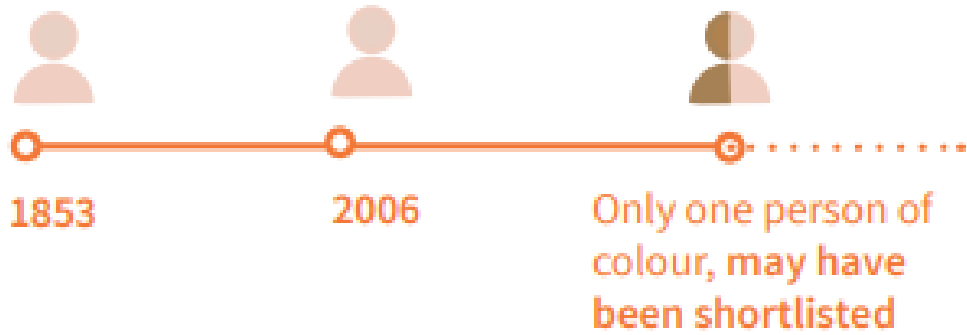 1853
2006
Only one person of
colour, may have
been shortlisted